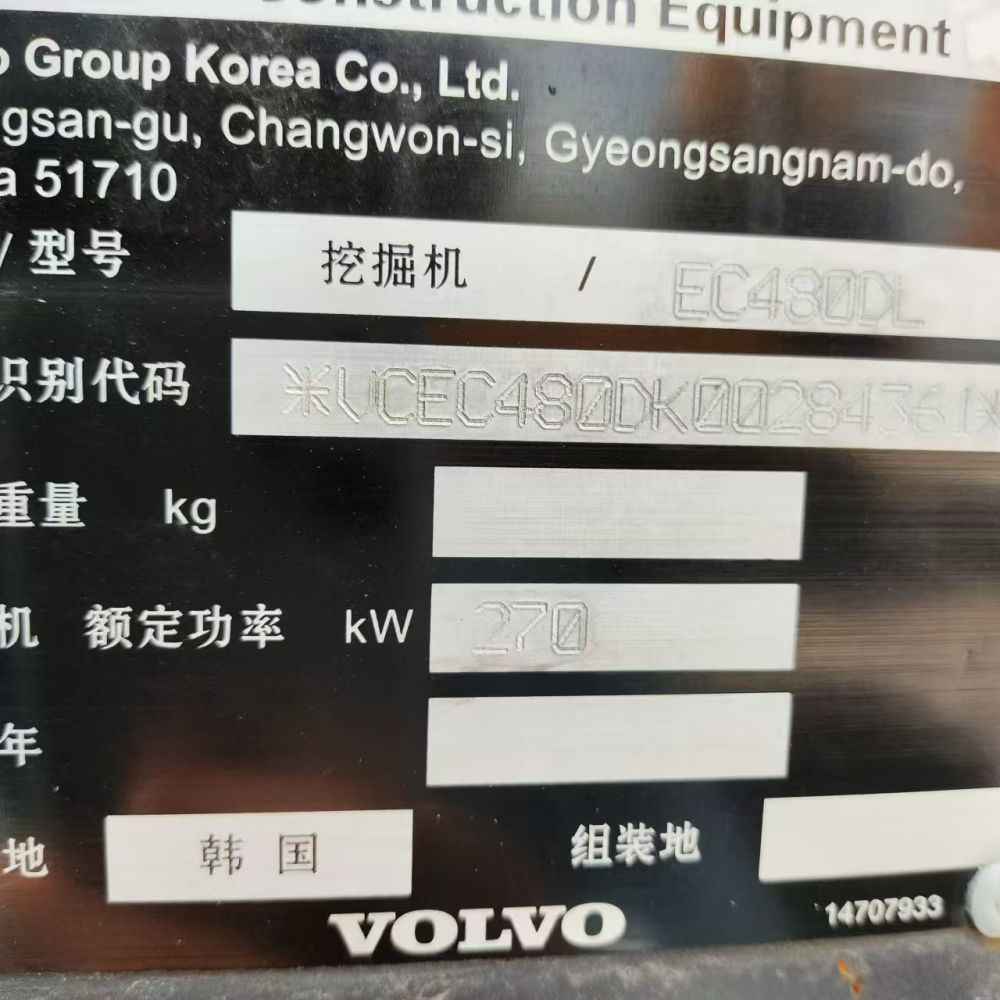 Construction Equipment
o Group Korea Co., Ltd.
gsan-gu, Changwon-si, Gyeongsangnam-do,
a 51710
/ 型号 挖掘机 / EC480DL
识别代码 *VCEC480DK00284361*
重量 kg
机 额定功率 kW 270
年
地 韩国 组装地
VOLVO 14707933